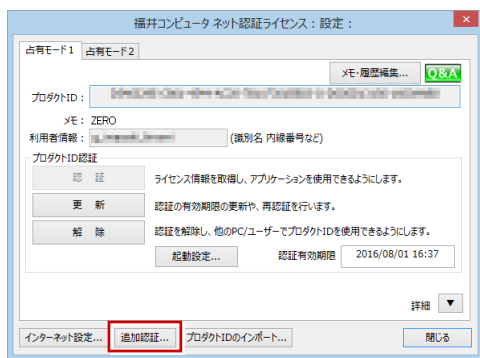 福井コンピュータ ネット認証ライセンス：設定：
占有モード1 占有モード2
メモ・履歴編集... Q&A
プロダクトID：
メモ： ZERO
利用者情報： (識別名 内線番号など)
プロダクトID認証
認 証 ライセンス情報を取得し、アプリケーションを使用できるようにします。
更 新 認証の有効期限の更新や、再認証を行います。
解 除 認証を解除し、他のPC/ユーザーでプロダクトIDを使用できるようにします。
起動設定... 認証有効期限 2016/08/01 16:37
詳細 ▼
インターネット設定... 追加認証... プロダクトIDのインポート... 閉じる